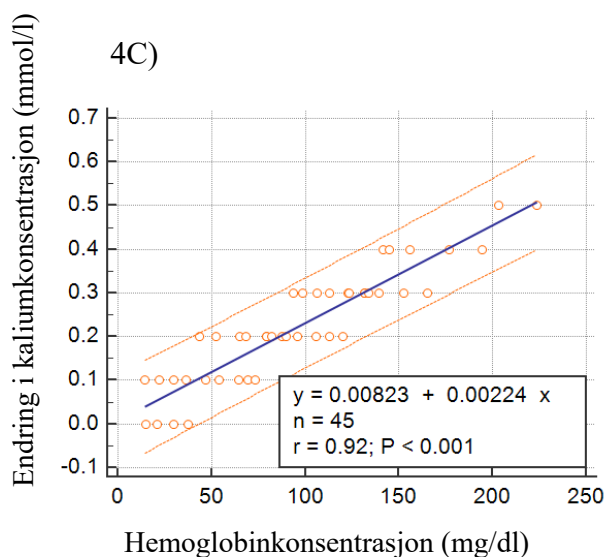 4C)
Endring i kaliumkonsentrasjon (mmol/l)
0.7
0.6
0.5
0.4
0.3
0.2
0.1
0.0
-0.1
y = 0.00823 + 0.00224 x
n = 45
r = 0.92; P < 0.001
0 50 100 150 200 250
Hemoglobinkonsentrasjon (mg/dl)